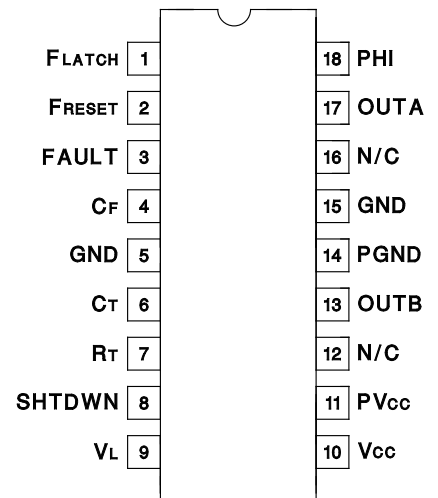 FLATCH 1 18 PHI
FRESET 2 17 OUTA
FAULT 3 16 N/C
CF 4 15 GND
GND 5 14 PGND
CT 6 13 OUTB
RT 7 12 N/C
SHTDWN 8 11 PVcc
VL 9 10 Vcc